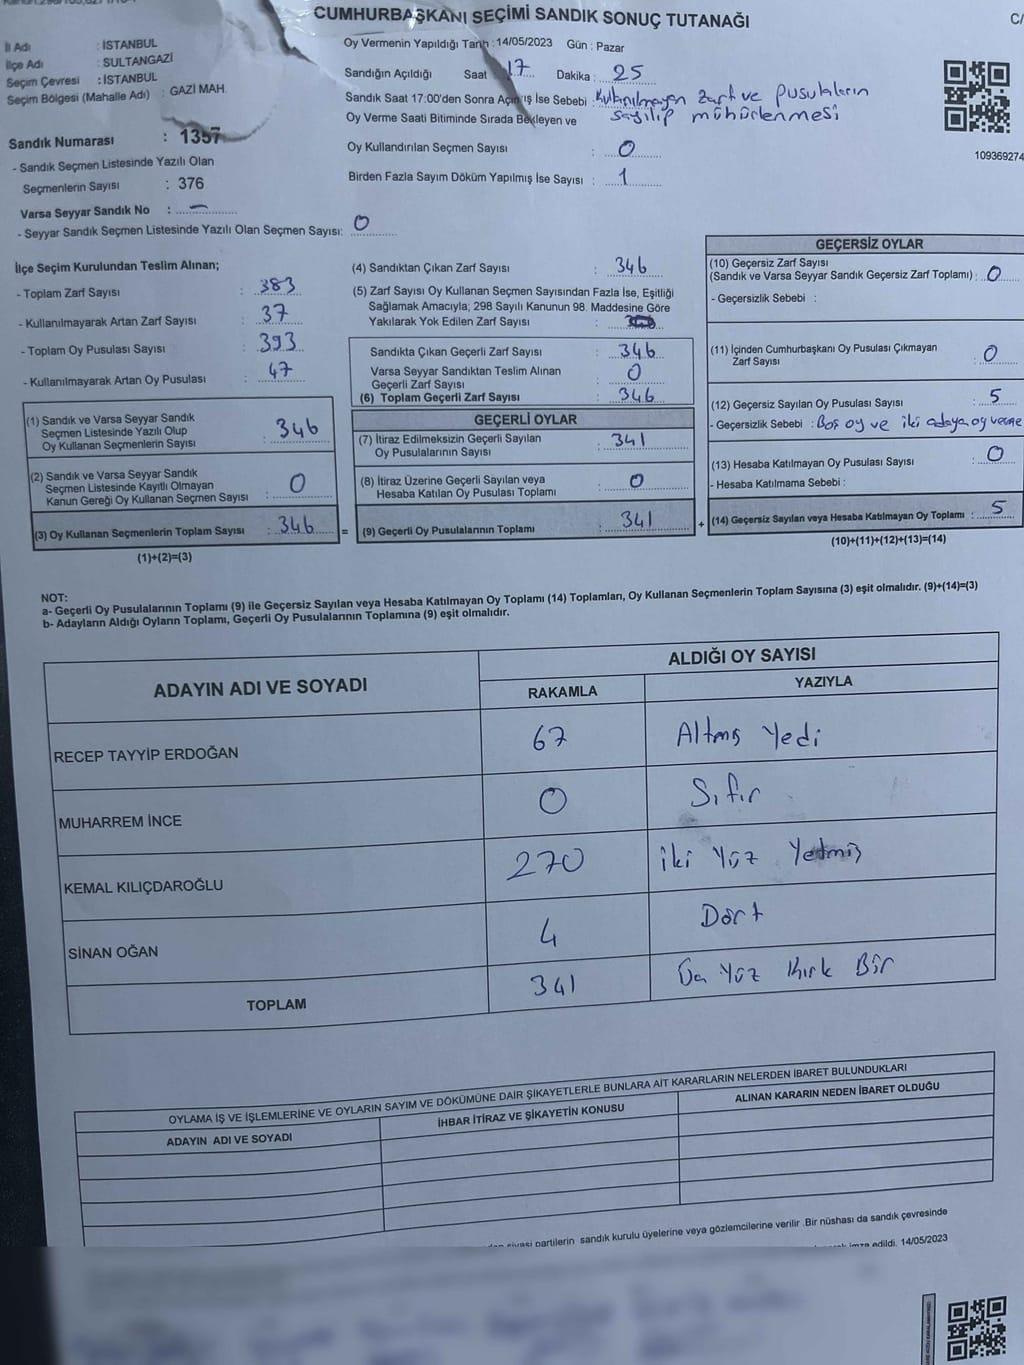 CUMHURBAŞKANI SEÇİMİ SANDIK SONUÇ TUTANAĞI
C/
İl Adı : İSTANBUL
İlçe Adı : SULTANGAZİ
Seçim Çevresi : İSTANBUL
Seçim Bölgesi (Mahalle Adı) : GAZİ MAH.
Sandık Numarası : 1357
- Sandık Seçmen Listesinde Yazılı Olan
Seçmenlerin Sayısı : 376
Varsa Seyyar Sandık No : -
- Seyyar Sandık Seçmen Listesinde Yazılı Olan Seçmen Sayısı: 0
Oy Vermenin Yapıldığı Tarih : 14/05/2023 Gün : Pazar
Sandığın Açıldığı Saat 17 Dakika : 25
Sandık Saat 17:00'den Sonra Açılmış İse Sebebi : Kullanılmayan zarf ve pusulaların
sayılıp mühürlenmesi
Oy Verme Saati Bitiminde Sırada Bekleyen ve
Oy Kullandırılan Seçmen Sayısı : 0
Birden Fazla Sayım Döküm Yapılmış İse Sayısı : 1
109369274
İlçe Seçim Kurulundan Teslim Alınan;
- Toplam Zarf Sayısı : 383
- Kullanılmayarak Artan Zarf Sayısı : 37
- Toplam Oy Pusulası Sayısı : 393
- Kullanılmayarak Artan Oy Pusulası : 47
(1) Sandık ve Varsa Seyyar Sandık
Seçmen Listesinde Yazılı Olup
Oy Kullanan Seçmenlerin Sayısı : 346
(2) Sandık ve Varsa Seyyar Sandık
Seçmen Listesinde Kayıtlı Olmayan
Kanun Gereği Oy Kullanan Seçmen Sayısı : 0
(3) Oy Kullanan Seçmenlerin Toplam Sayısı : 346 =
(1)+(2)=(3)
(4) Sandıktan Çıkan Zarf Sayısı : 346
(5) Zarf Sayısı Oy Kullanan Seçmen Sayısından Fazla İse, Eşitliği
Sağlamak Amacıyla; 298 Sayılı Kanunun 98. Maddesine Göre
Yakılarak Yok Edilen Zarf Sayısı :
Sandıkta Çıkan Geçerli Zarf Sayısı : 346
Varsa Seyyar Sandıktan Teslim Alınan
Geçerli Zarf Sayısı : 0
(6) Toplam Geçerli Zarf Sayısı : 346
GEÇERLİ OYLAR
(7) İtiraz Edilmeksizin Geçerli Sayılan
Oy Pusulalarının Sayısı : 341
(8) İtiraz Üzerine Geçerli Sayılan veya
Hesaba Katılan Oy Pusulası Toplamı : 0
(9) Geçerli Oy Pusulalarının Toplamı : 341 +
GEÇERSİZ OYLAR
(10) Geçersiz Zarf Sayısı
(Sandık ve Varsa Seyyar Sandık Geçersiz Zarf Toplamı) : 0
- Geçersizlik Sebebi :
(11) İçinden Cumhurbaşkanı Oy Pusulası Çıkmayan
Zarf Sayısı : 0
(12) Geçersiz Sayılan Oy Pusulası Sayısı : 5
- Geçersizlik Sebebi : Boş oy ve iki adaya oy verme
(13) Hesaba Katılmayan Oy Pusulası Sayısı : 0
- Hesaba Katılmama Sebebi :
(14) Geçersiz Sayılan veya Hesaba Katılmayan Oy Toplamı : 5
(10)+(11)+(12)+(13)=(14)
NOT:
a- Geçerli Oy Pusulalarının Toplamı (9) ile Geçersiz Sayılan veya Hesaba Katılmayan Oy Toplamı (14) Toplamları, Oy Kullanan Seçmenlerin Toplam Sayısına (3) eşit olmalıdır. (9)+(14)=(3)
b- Adayların Aldığı Oyların Toplamı, Geçerli Oy Pusulalarının Toplamına (9) eşit olmalıdır.
ADAYIN ADI VE SOYADI
ALDIĞI OY SAYISI
RAKAMLA YAZIYLA
RECEP TAYYİP ERDOĞAN 67 Altmış Yedi
MUHARREM İNCE 0 Sıfır
KEMAL KILIÇDAROĞLU 270 iki Yüz Yetmiş
SİNAN OĞAN 4 Dört
TOPLAM 341 Üç Yüz Kırk Bir
OYLAMA İŞ VE İŞLEMLERİNE VE OYLARIN SAYIM VE DÖKÜMÜNE DAİR ŞİKAYETLERLE BUNLARA AİT KARARLARIN NELERDEN İBARET BULUNDUKLARI
ADAYIN ADI VE SOYADI İHBAR İTİRAZ VE ŞİKAYETİN KONUSU ALINAN KARARIN NEDEN İBARET OLDUĞU
siyasi partilerin sandık kurulu üyelerine veya gözlemcilerine verilir. Bir nüshası da sandık çevresinde
imza edildi. 14/05/2023